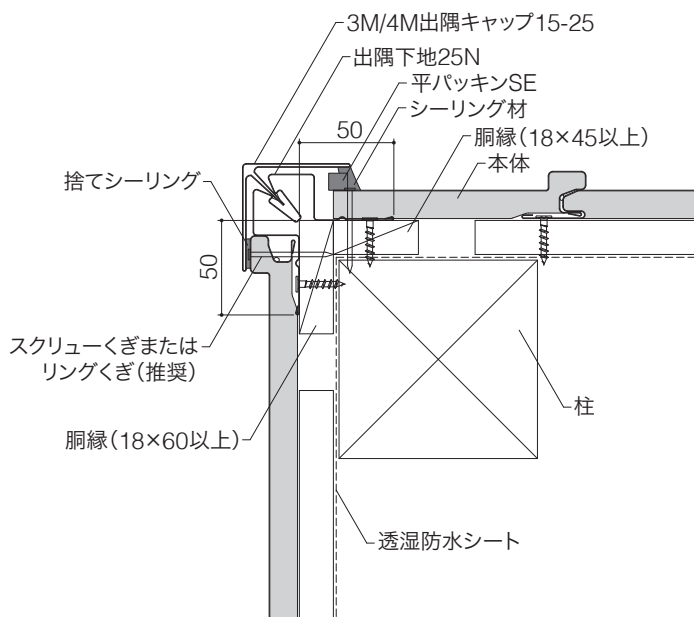 3M/4M出隅キャップ15-25
出隅下地25N
平パッキンSE
シーリング材
50
胴縁（18×45以上）
本体
捨てシーリング
50
スクリューくぎまたは
リングくぎ（推奨）
胴縁（18×60以上）
柱
透湿防水シート